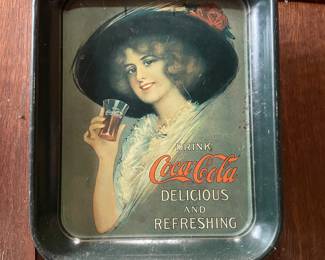 DRINK
Coca-Cola
DELICIOUS
AND
REFRESHING